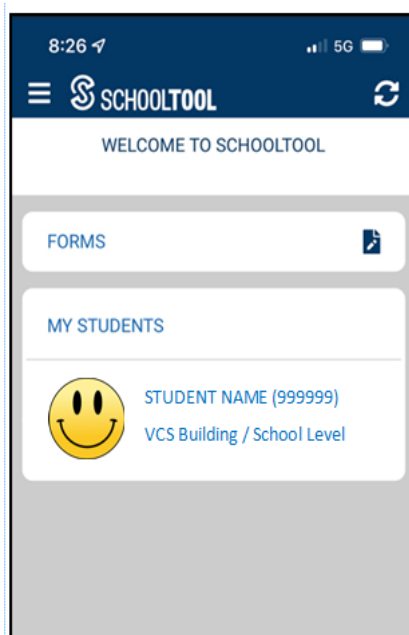 8:26
5G
SCHOOLTOOL
WELCOME TO SCHOOLTOOL
FORMS
MY STUDENTS
STUDENT NAME (999999)
VCS Building / School Level